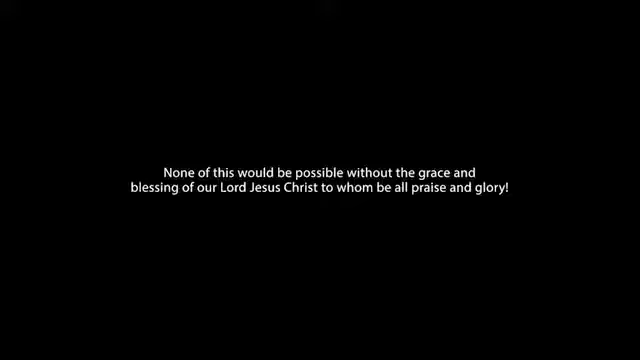 None of this would be possible without the grace and
blessing of our Lord Jesus Christ to whom be all praise and glory!